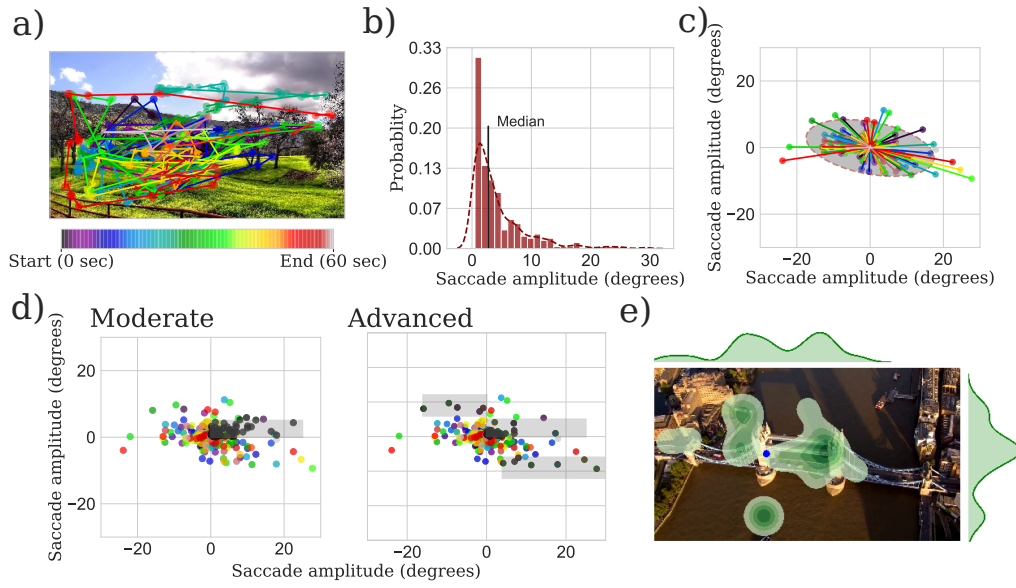 a)
Start (0 sec)
End (60 sec)
b)
Probablity
0.33
0.26
0.20
0.13
0.07
0.00
Median
0
10
20
30
Saccade amplitude (degrees)
c)
Saccade amplitude (degrees)
20
0
−20
−20
0
20
Saccade amplitude (degrees)
d)
Moderate
Advanced
Saccade amplitude (degrees)
20
0
−20
−20
0
20
−20
0
20
Saccade amplitude (degrees)
e)